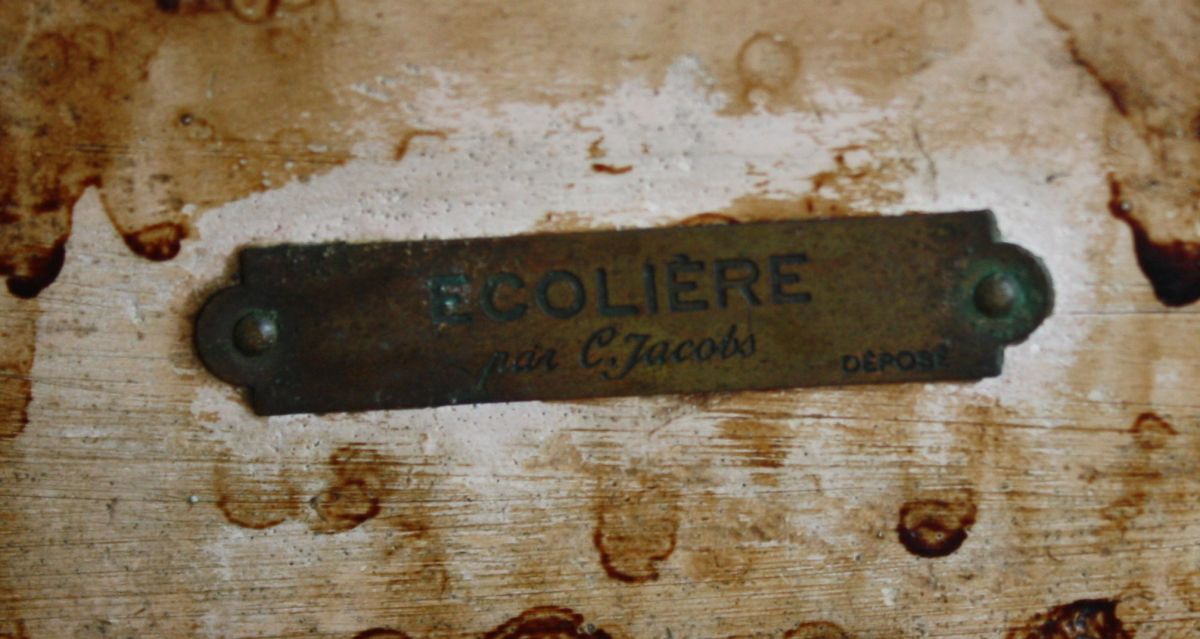 ECOLIÈRE
par C. Jacobs
DÉPOSÉ